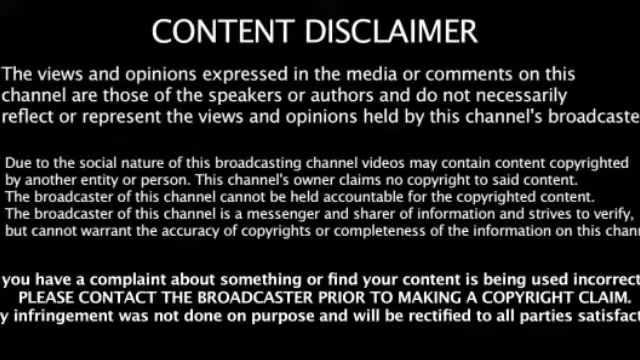 CONTENT DISCLAIMER
The views and opinions expressed in the media or comments on this
channel are those of the speakers or authors and do not necessarily
reflect or represent the views and opinions held by this channel's broadcaste
Due to the social nature of this broadcasting channel videos may contain content copyrighted
by another entity or person. This channel's owner claims no copyright to said content.
The broadcaster of this channel cannot be held accountable for the copyrighted content.
The broadcaster of this channel is a messenger and sharer of information and strives to verify,
but cannot warrant the accuracy of copyrights or completeness of the information on this chan
you have a complaint about something or find your content is being used incorrect
PLEASE CONTACT THE BROADCASTER PRIOR TO MAKING A COPYRIGHT CLAIM.
y infringement was not done on purpose and will be rectified to all parties satisfact